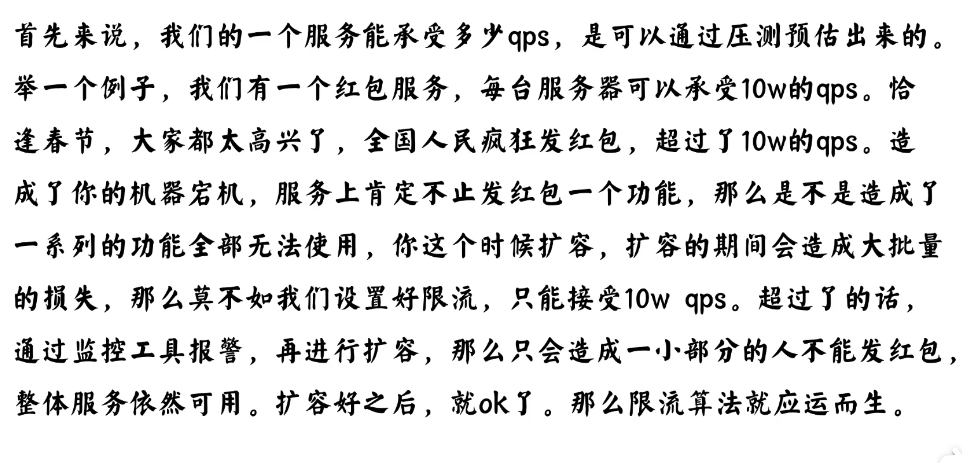 首先来说，我们的一个服务能承受多少qps，是可以通过压测预估出来的。
举一个例子，我们有一个红包服务，每台服务器可以承受10w的qps。恰
逢春节，大家都太高兴了，全国人民疯狂发红包，超过了10w的qps。造
成了你的机器宕机，服务上肯定不止发红包一个功能，那么是不是造成了
一系列的功能全部无法使用，你这个时候扩容，扩容的期间会造成大批量
的损失，那么莫不如我们设置好限流，只能接受10w qps。超过了的话，
通过监控工具报警，再进行扩容，那么只会造成一小部分的人不能发红包，
整体服务依然可用。扩容好之后，就ok了。那么限流算法就应运而生。